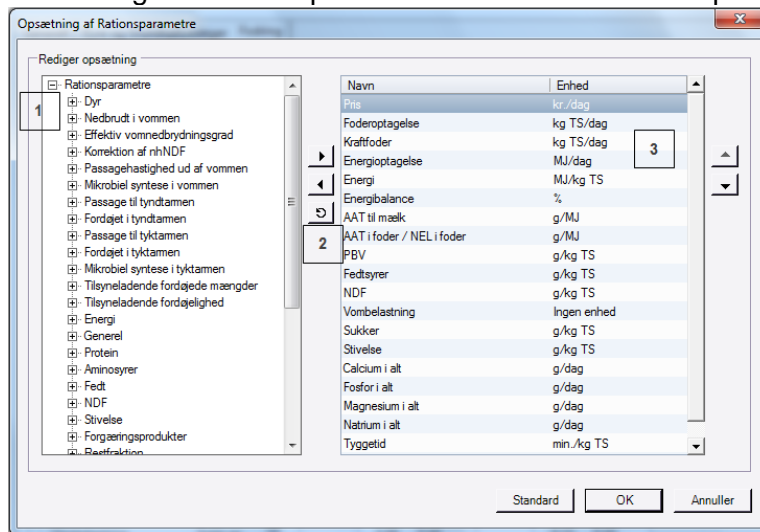 Opsætning af Rationsparametre
Rediger opsætning
Rationsparametre
Dyr
Nedbrudt i vommen
Effektiv vomnedbrydningsgrad
Korrektion af nhNDF
Passagehastighed ud af vommen
Mikrobiel syntese i vommen
Passage til tyndtarmen
Fordøjet i tyndtarmen
Passage til tyktarmen
Fordøjet i tyktarmen
Mikrobiel syntese i tyktarmen
Tilsyneladende fordøjede mængder
Tilsyneladende fordøjelighed
Energi
Generel
Protein
Aminosyrer
Fedt
NDF
Stivelse
Forgæringsprodukter
Restfraktion
1
2
Navn Enhed
Pris kr./dag
Foderoptagelse kg TS/dag
Kraftfoder kg TS/dag
Energioptagelse MJ/dag
Energi MJ/kg TS
Energibalance %
AAT til mælk g/MJ
AAT i foder / NEL i foder g/MJ
PBV g/kg TS
Fedtsyrer g/kg TS
NDF g/kg TS
Vombelastning Ingen enhed
Sukker g/kg TS
Stivelse g/kg TS
Calcium i alt g/dag
Fosfor i alt g/dag
Magnesium i alt g/dag
Natrium i alt g/dag
Tyggetid min./kg TS
3
Standard OK Annuller